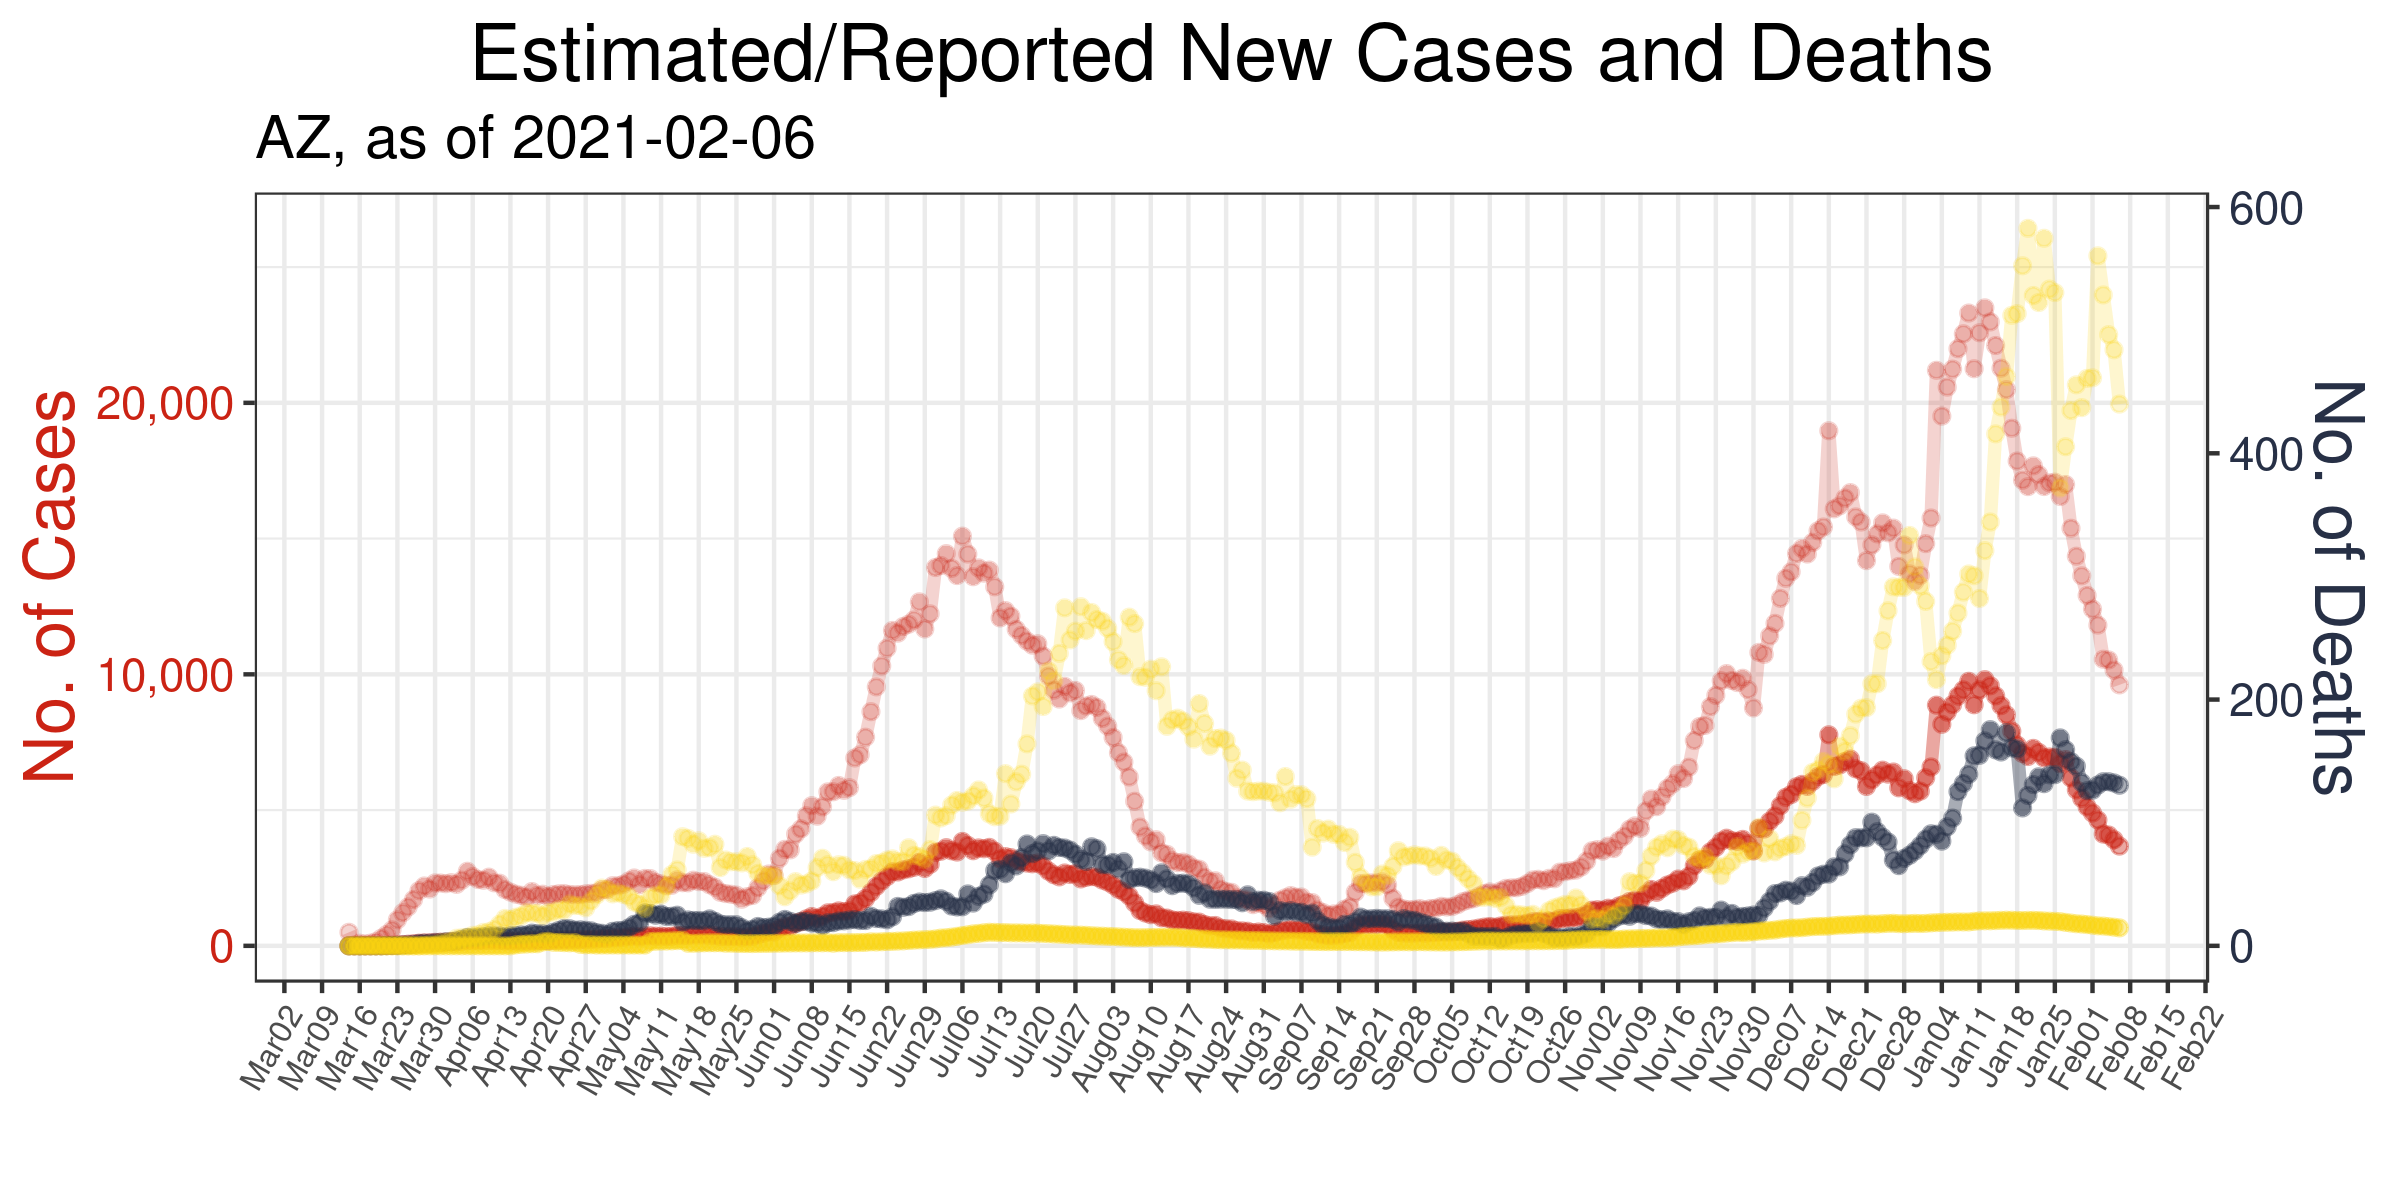 Estimated/Reported New Cases and Deaths
AZ, as of 2021-02-06
No. of Cases
20,000
10,000
0
600
400
200
0
No. of Deaths
Mar02
Mar09
Mar16
Mar23
Mar30
Apr06
Apr13
Apr20
Apr27
May04
May11
May18
May25
Jun01
Jun08
Jun15
Jun22
Jun29
Jul06
Jul13
Jul20
Jul27
Aug03
Aug10
Aug17
Aug24
Aug31
Sep07
Sep14
Sep21
Sep28
Oct05
Oct12
Oct19
Oct26
Nov02
Nov09
Nov16
Nov23
Nov30
Dec07
Dec14
Dec21
Dec28
Dec04
Jan11
Jan18
Jan18
Jan25
Feb01
Feb08
Feb15
Feb22